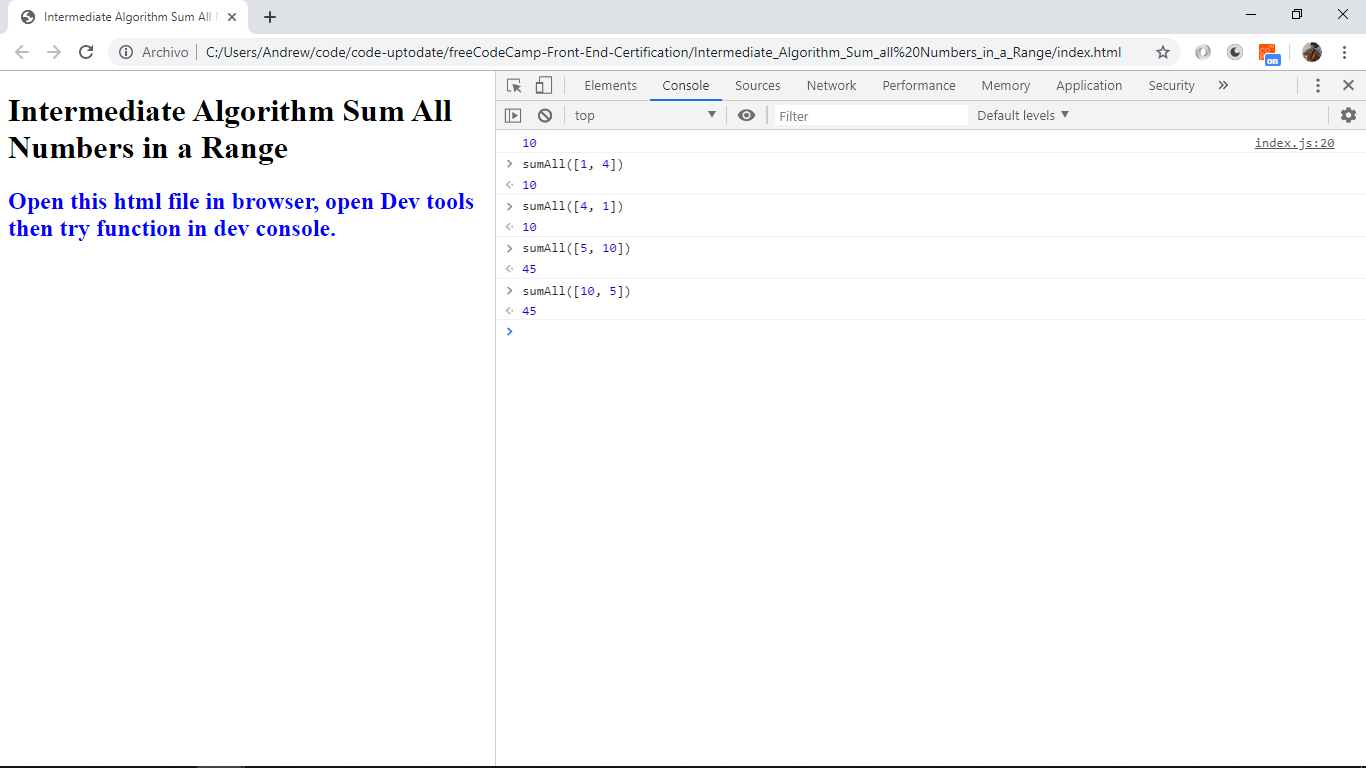 Intermediate Algorithm Sum All
Archivo C:/Users/Andrew/code/code-uptodate/freeCodeCamp-Front-End-Certification/Intermediate_Algorithm_Sum_all%20Numbers_in_a_Range/index.html on
Intermediate Algorithm Sum All
Numbers in a Range
Open this html file in browser, open Dev tools
then try function in dev console.
Elements Console Sources Network Performance Memory Application Security
top Filter Default levels
10 index.js:20
sumAll([1, 4])
10
sumAll([4, 1])
10
sumAll([5, 10])
45
sumAll([10, 5])
45